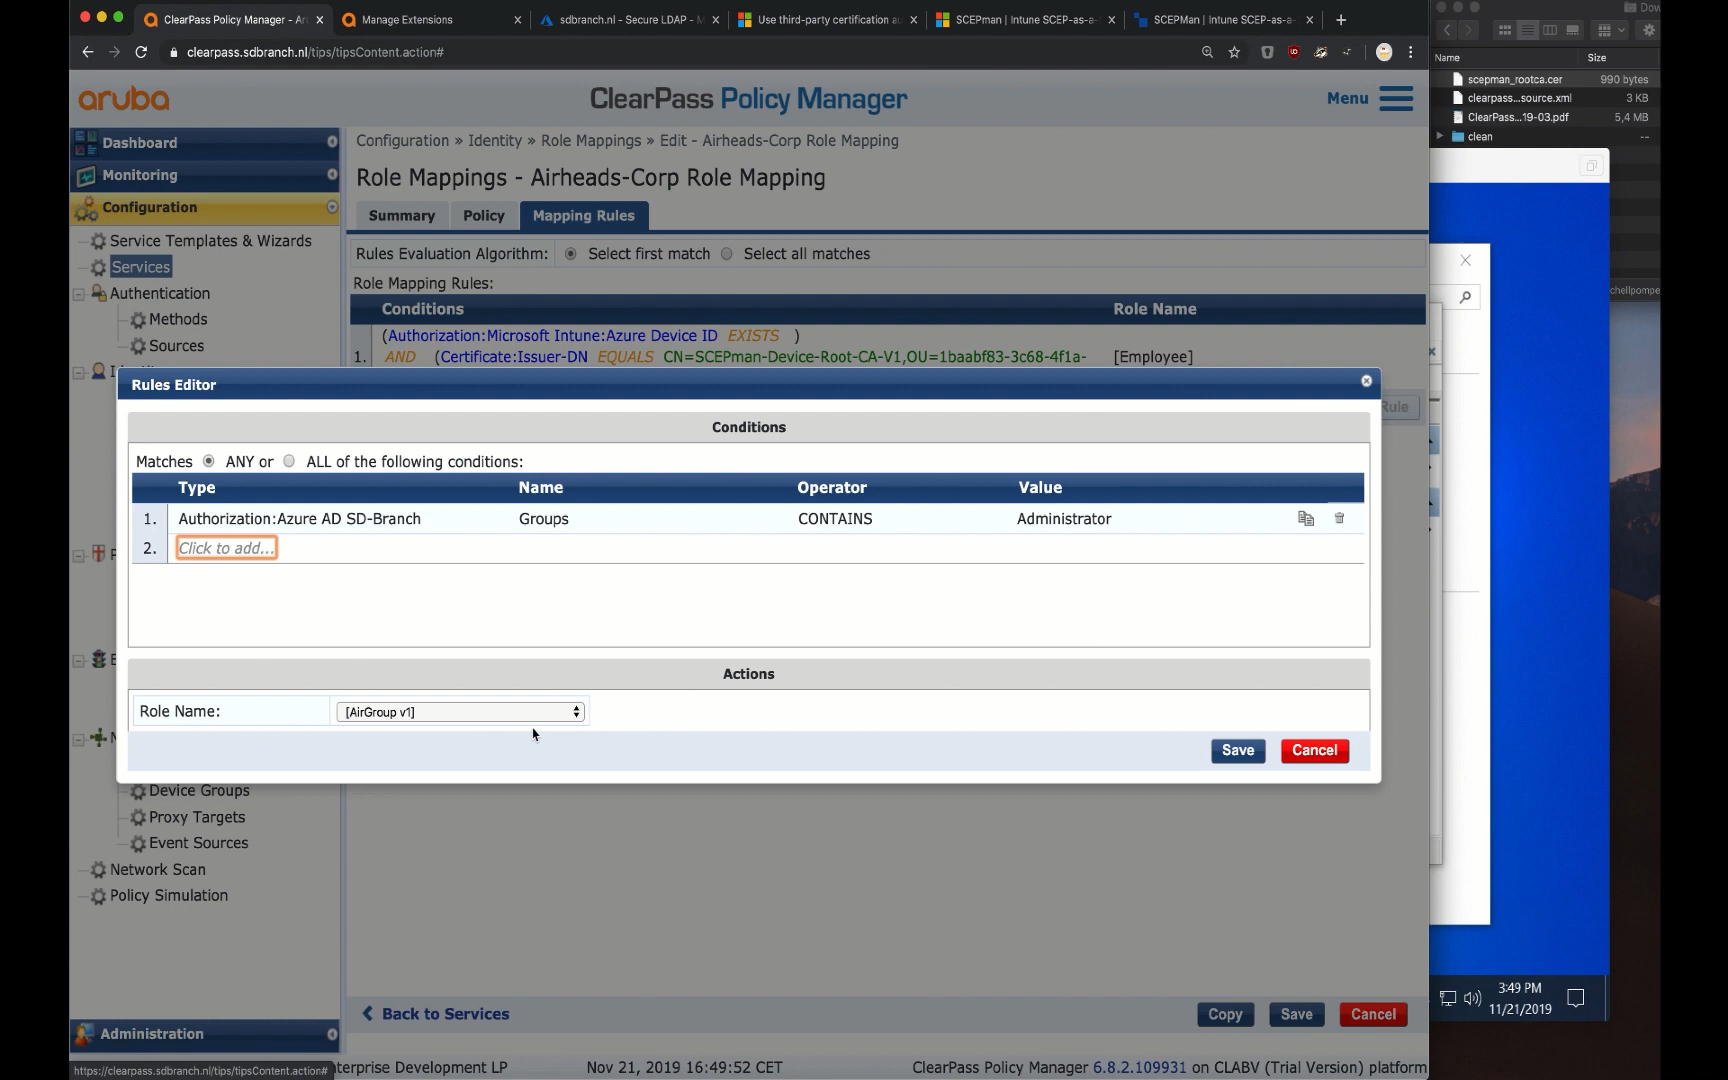 ClearPass Policy Manager - Ar
Manage Extensions
sdbranch.nl - Secure LDAP - M
Use third-party certification au
SCEPman | Intune SCEP-as-a-
SCEPMan | Intune SCEP-as-a-
clearpass.sdbranch.nl/tips/tipsContent.action#
Dow
Name Size
scepman_rootca.cer 990 bytes
clearpass...source.xml 3 KB
ClearPass...19-03.pdf 5,4 MB
clean --
aruba
ClearPass Policy Manager
Menu
Dashboard
Monitoring
Configuration
Service Templates & Wizards
Services
Authentication
Methods
Sources
Configuration » Identity » Role Mappings » Edit - Airheads-Corp Role Mapping
Role Mappings - Airheads-Corp Role Mapping
Summary Policy Mapping Rules
Rules Evaluation Algorithm: Select first match Select all matches
Role Mapping Rules:
Conditions Role Name
(Authorization:Microsoft Intune:Azure Device ID EXISTS )
1. AND (Certificate:Issuer-DN EQUALS CN=SCEPman-Device-Root-CA-V1,OU=1baabf83-3c68-4f1a- [Employee]
chellpompe
Rule
Rules Editor
Conditions
Matches ANY or ALL of the following conditions:
Type Name Operator Value
1. Authorization:Azure AD SD-Branch Groups CONTAINS Administrator
2. Click to add...
Actions
Role Name: [AirGroup v1]
Save Cancel
Device Groups
Proxy Targets
Event Sources
Network Scan
Policy Simulation
Administration
Back to Services
Copy Save Cancel
https://clearpass.sdbranch.nl/tips/tipsContent.action#
terprise Development LP
Nov 21, 2019 16:49:52 CET
ClearPass Policy Manager 6.8.2.109931 on CLABV (Trial Version) platform
3:49 PM
11/21/2019